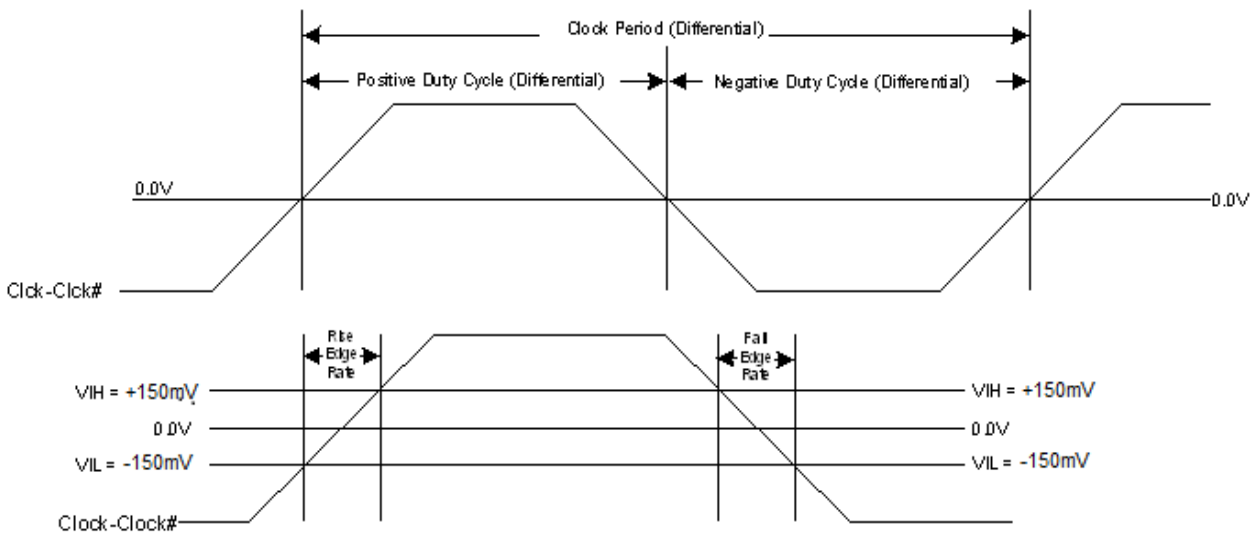 Clock Period (Differential)
Positive Duty Cycle (Differential)
Negative Duty Cycle (Differential)
0.0V
0.0V
Clck-Clck#
Rise
Edge
Rate
Fall
Edge
Rate
VIH = +150mV
VIH = +150mV
0.0V
0.0V
VIL = -150mV
VIL = -150mV
Clock-Clock#